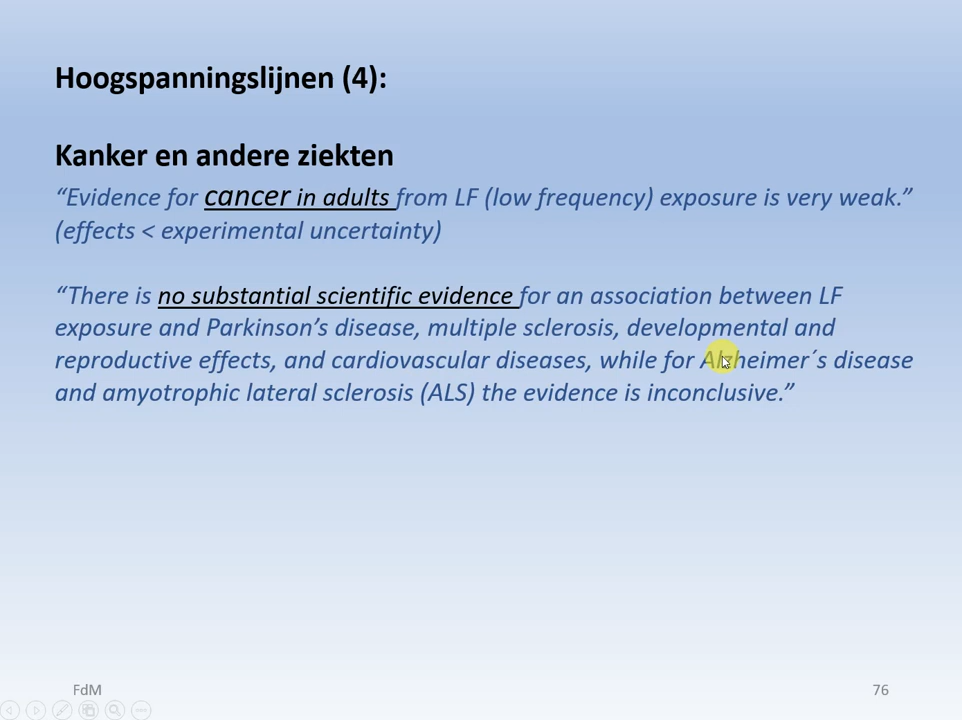 Hoogspanningslijnen (4):
Kanker en andere ziekten
“Evidence for cancer in adults from LF (low frequency) exposure is very weak.”
(effects < experimental uncertainty)
“There is no substantial scientific evidence for an association between LF
exposure and Parkinson’s disease, multiple sclerosis, developmental and
reproductive effects, and cardiovascular diseases, while for Alzheimer´s disease
and amyotrophic lateral sclerosis (ALS) the evidence is inconclusive.”
FdM
76